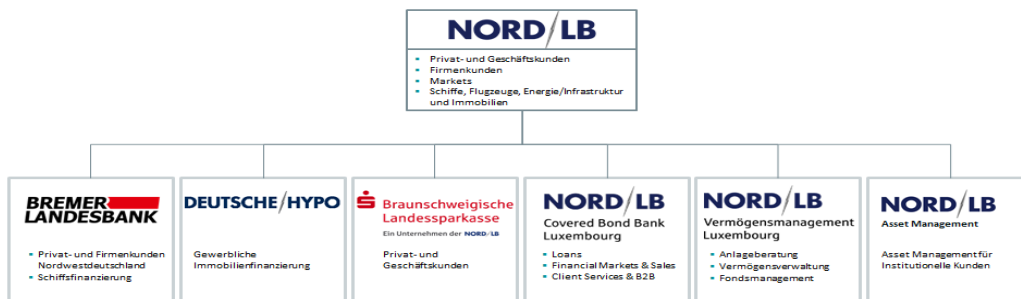 NORD/LB
Privat- und Geschäftskunden
Firmenkunden
Markets
Schiffe, Flugzeuge, Energie/Infrastruktur
und Immobilien
BREMER
LANDESBANK
Privat- und Firmenkunden
Nordwestdeutschland
Schiffsfinanzierung
DEUTSCHE/HYPO
Gewerbliche
Immobilienfinanzierung
Braunschweigische
Landessparkasse
Ein Unternehmen der NORD/LB
Privat- und
Geschäftskunden
NORD/LB
Covered Bond Bank
Luxembourg
Loans
Financial Markets & Sales
Client Services & B2B
NORD/LB
Vermögensmanagement
Luxembourg
Anlageberatung
Vermögensverwaltung
Fondsmanagement
NORD/LB
Asset Management
Asset Management für
Institutionelle Kunden